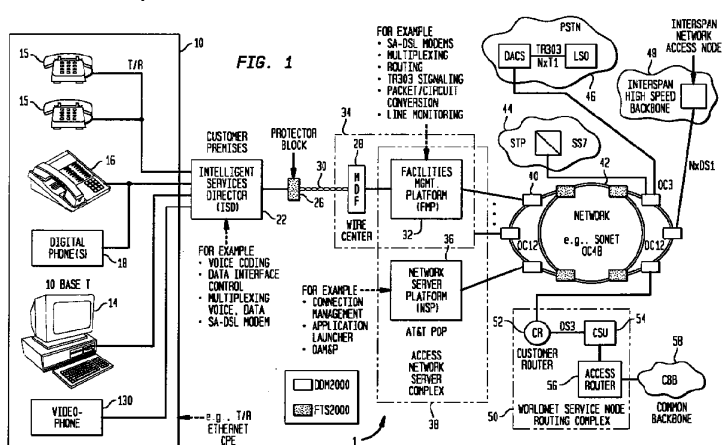 FIG. 1
10
15
T/R
15
16
DIGITAL
PHONE(S)
18
10 BASE T
14
VIDEO-
PHONE
130
e.g., T/R
ETHERNET
CPE
CUSTOMER
PREMISES
INTELLIGENT
SERVICES
DIRECTOR
(ISD)
22
FOR EXAMPLE
• VOICE CODING
• DATA INTERFACE
CONTROL
• MULTIPLEXING
VOICE, DATA
• SA-DSL MODEM
PROTECTOR
BLOCK
26
30
FOR EXAMPLE
• SA-DSL MODEMS
• MULTIPLEXING
• ROUTING
• TR303 SIGNALING
• PACKET/CIRCUIT
CONVERSION
• LINE MONITORING
34
28
MDF
WIRE
CENTER
FACILITIES
MGMT.
PLATFORM
(FMP)
32
36
NETWORK
SERVER
PLATFORM
(NSP)
AT&T POP
FOR EXAMPLE
• CONNECTION
MANAGEMENT
• APPLICATION
LAUNCHER
• OAM&P
DDM2000
FTS2000
ACCESS
NETWORK
SERVER
COMPLEX
38
1
PSTN
DACS
TR303
NxT1
LSO
46
44
STP
SS7
INTERSPAN
NETWORK
ACCESS NODE
48
INTERSPAN
HIGH SPEED
BACKBONE
NxDS1
40
42
OC3
OC12
NETWORK
e.g., SONET
OC48
OC12
52
CR
CUSTOMER
ROUTER
DS3
CSU
54
56
ACCESS
ROUTER
58
CBB
COMMON
BACKBONE
50
WORLDNET SERVICE NODE
ROUTING COMPLEX